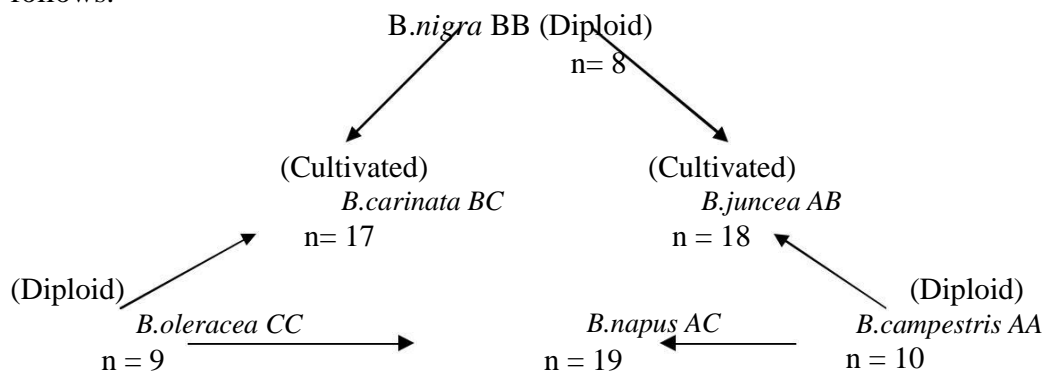 follows:
B.nigra BB (Diploid)
n= 8
(Cultivated) (Cultivated)
B.carinata BC B.juncea AB
n= 17 n = 18
(Diploid) (Diploid)
B.oleracea CC B.napus AC B.campestris AA
n = 9 n = 19 n = 10